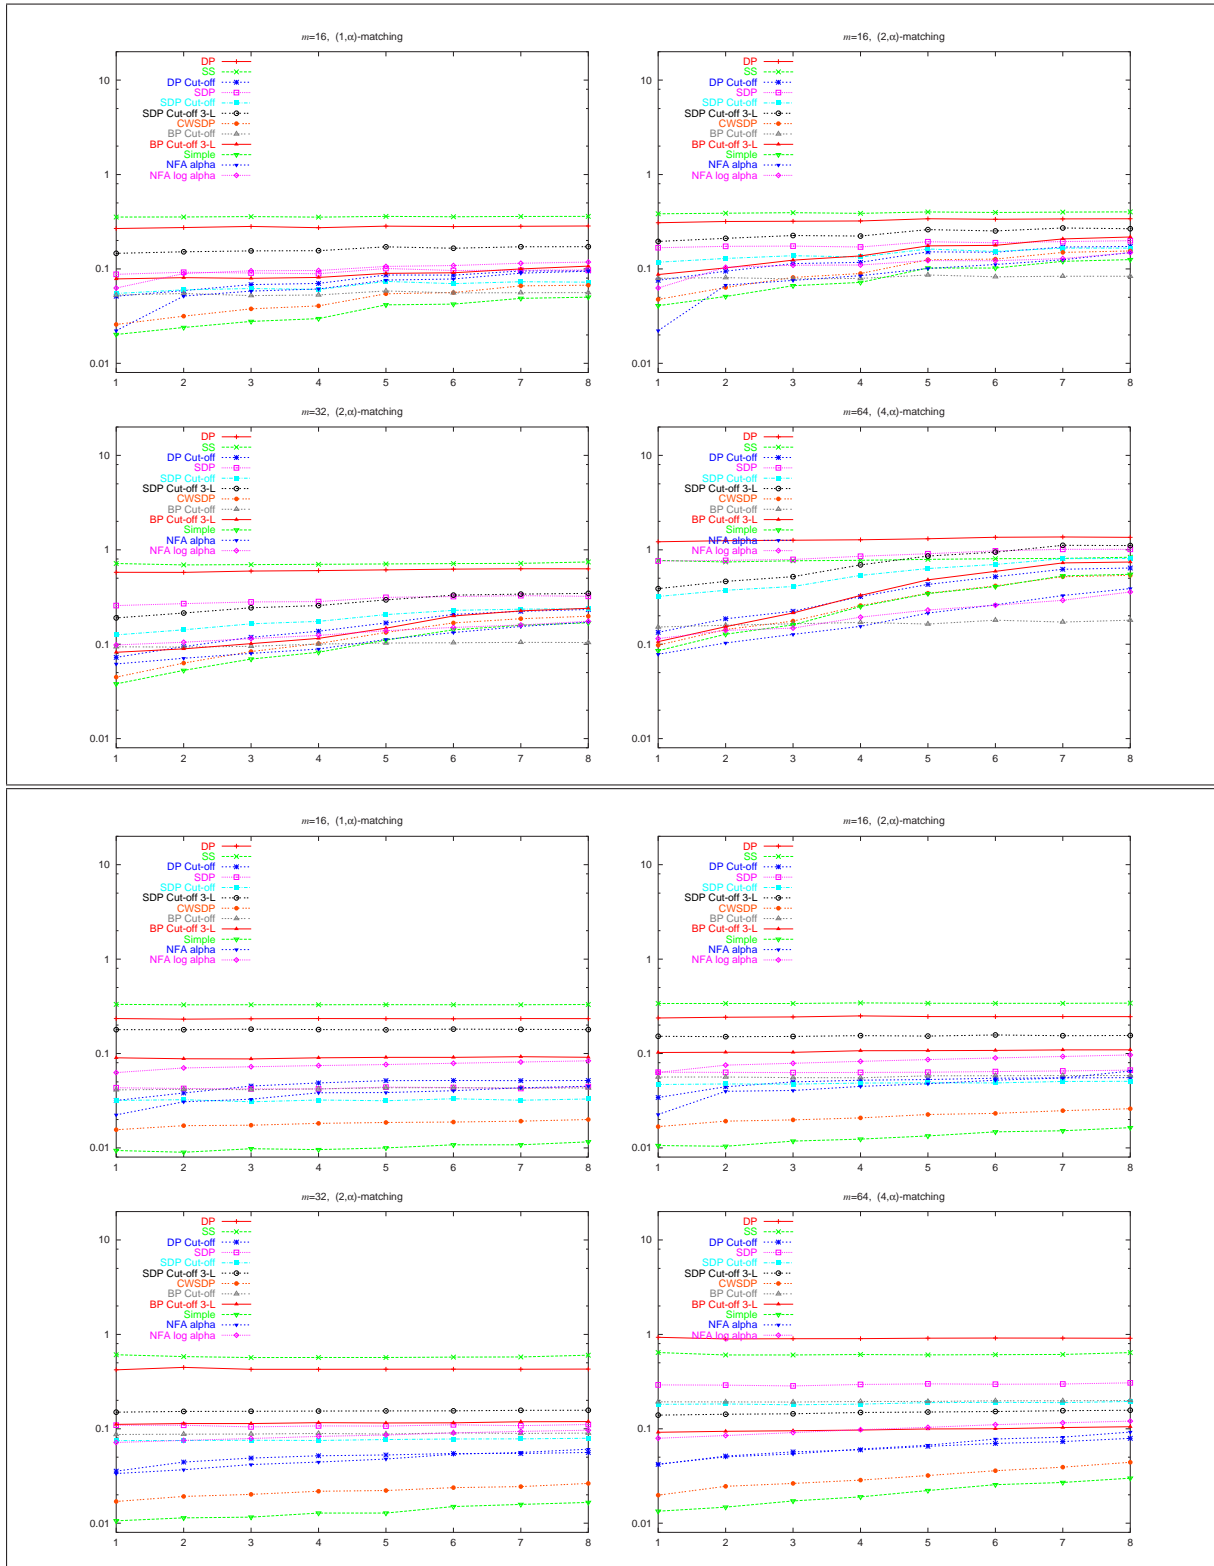 m=16, (1,α)-matching
DP
SS
DP Cut-off
SDP
SDP Cut-off
SDP Cut-off 3-L
CWSDP
BP Cut-off
BP Cut-off 3-L
Simple
NFA alpha
NFA log alpha
10
1
0.1
0.01
1 2 3 4 5 6 7 8
m=16, (2,α)-matching
DP
SS
DP Cut-off
SDP
SDP Cut-off
SDP Cut-off 3-L
CWSDP
BP Cut-off
BP Cut-off 3-L
Simple
NFA alpha
NFA log alpha
10
1
0.1
0.01
1 2 3 4 5 6 7 8
m=32, (2,α)-matching
DP
SS
DP Cut-off
SDP
SDP Cut-off
SDP Cut-off 3-L
CWSDP
BP Cut-off
BP Cut-off 3-L
Simple
NFA alpha
NFA log alpha
10
1
0.1
0.01
1 2 3 4 5 6 7 8
m=64, (4,α)-matching
DP
SS
DP Cut-off
SDP
SDP Cut-off
SDP Cut-off 3-L
CWSDP
BP Cut-off
BP Cut-off 3-L
Simple
NFA alpha
NFA log alpha
10
1
0.1
0.01
1 2 3 4 5 6 7 8
m=16, (1,α)-matching
DP
SS
DP Cut-off
SDP
SDP Cut-off
SDP Cut-off 3-L
CWSDP
BP Cut-off
BP Cut-off 3-L
Simple
NFA alpha
NFA log alpha
10
1
0.1
0.01
1 2 3 4 5 6 7 8
m=16, (2,α)-matching
DP
SS
DP Cut-off
SDP
SDP Cut-off
SDP Cut-off 3-L
CWSDP
BP Cut-off
BP Cut-off 3-L
Simple
NFA alpha
NFA log alpha
10
1
0.1
0.01
1 2 3 4 5 6 7 8
m=32, (2,α)-matching
DP
SS
DP Cut-off
SDP
SDP Cut-off
SDP Cut-off 3-L
CWSDP
BP Cut-off
BP Cut-off 3-L
Simple
NFA alpha
NFA log alpha
10
1
0.1
0.01
1 2 3 4 5 6 7 8
m=64, (4,α)-matching
DP
SS
DP Cut-off
SDP
SDP Cut-off
SDP Cut-off 3-L
CWSDP
BP Cut-off
BP Cut-off 3-L
Simple
NFA alpha
NFA log alpha
10
1
0.1
0.01
1 2 3 4 5 6 7 8